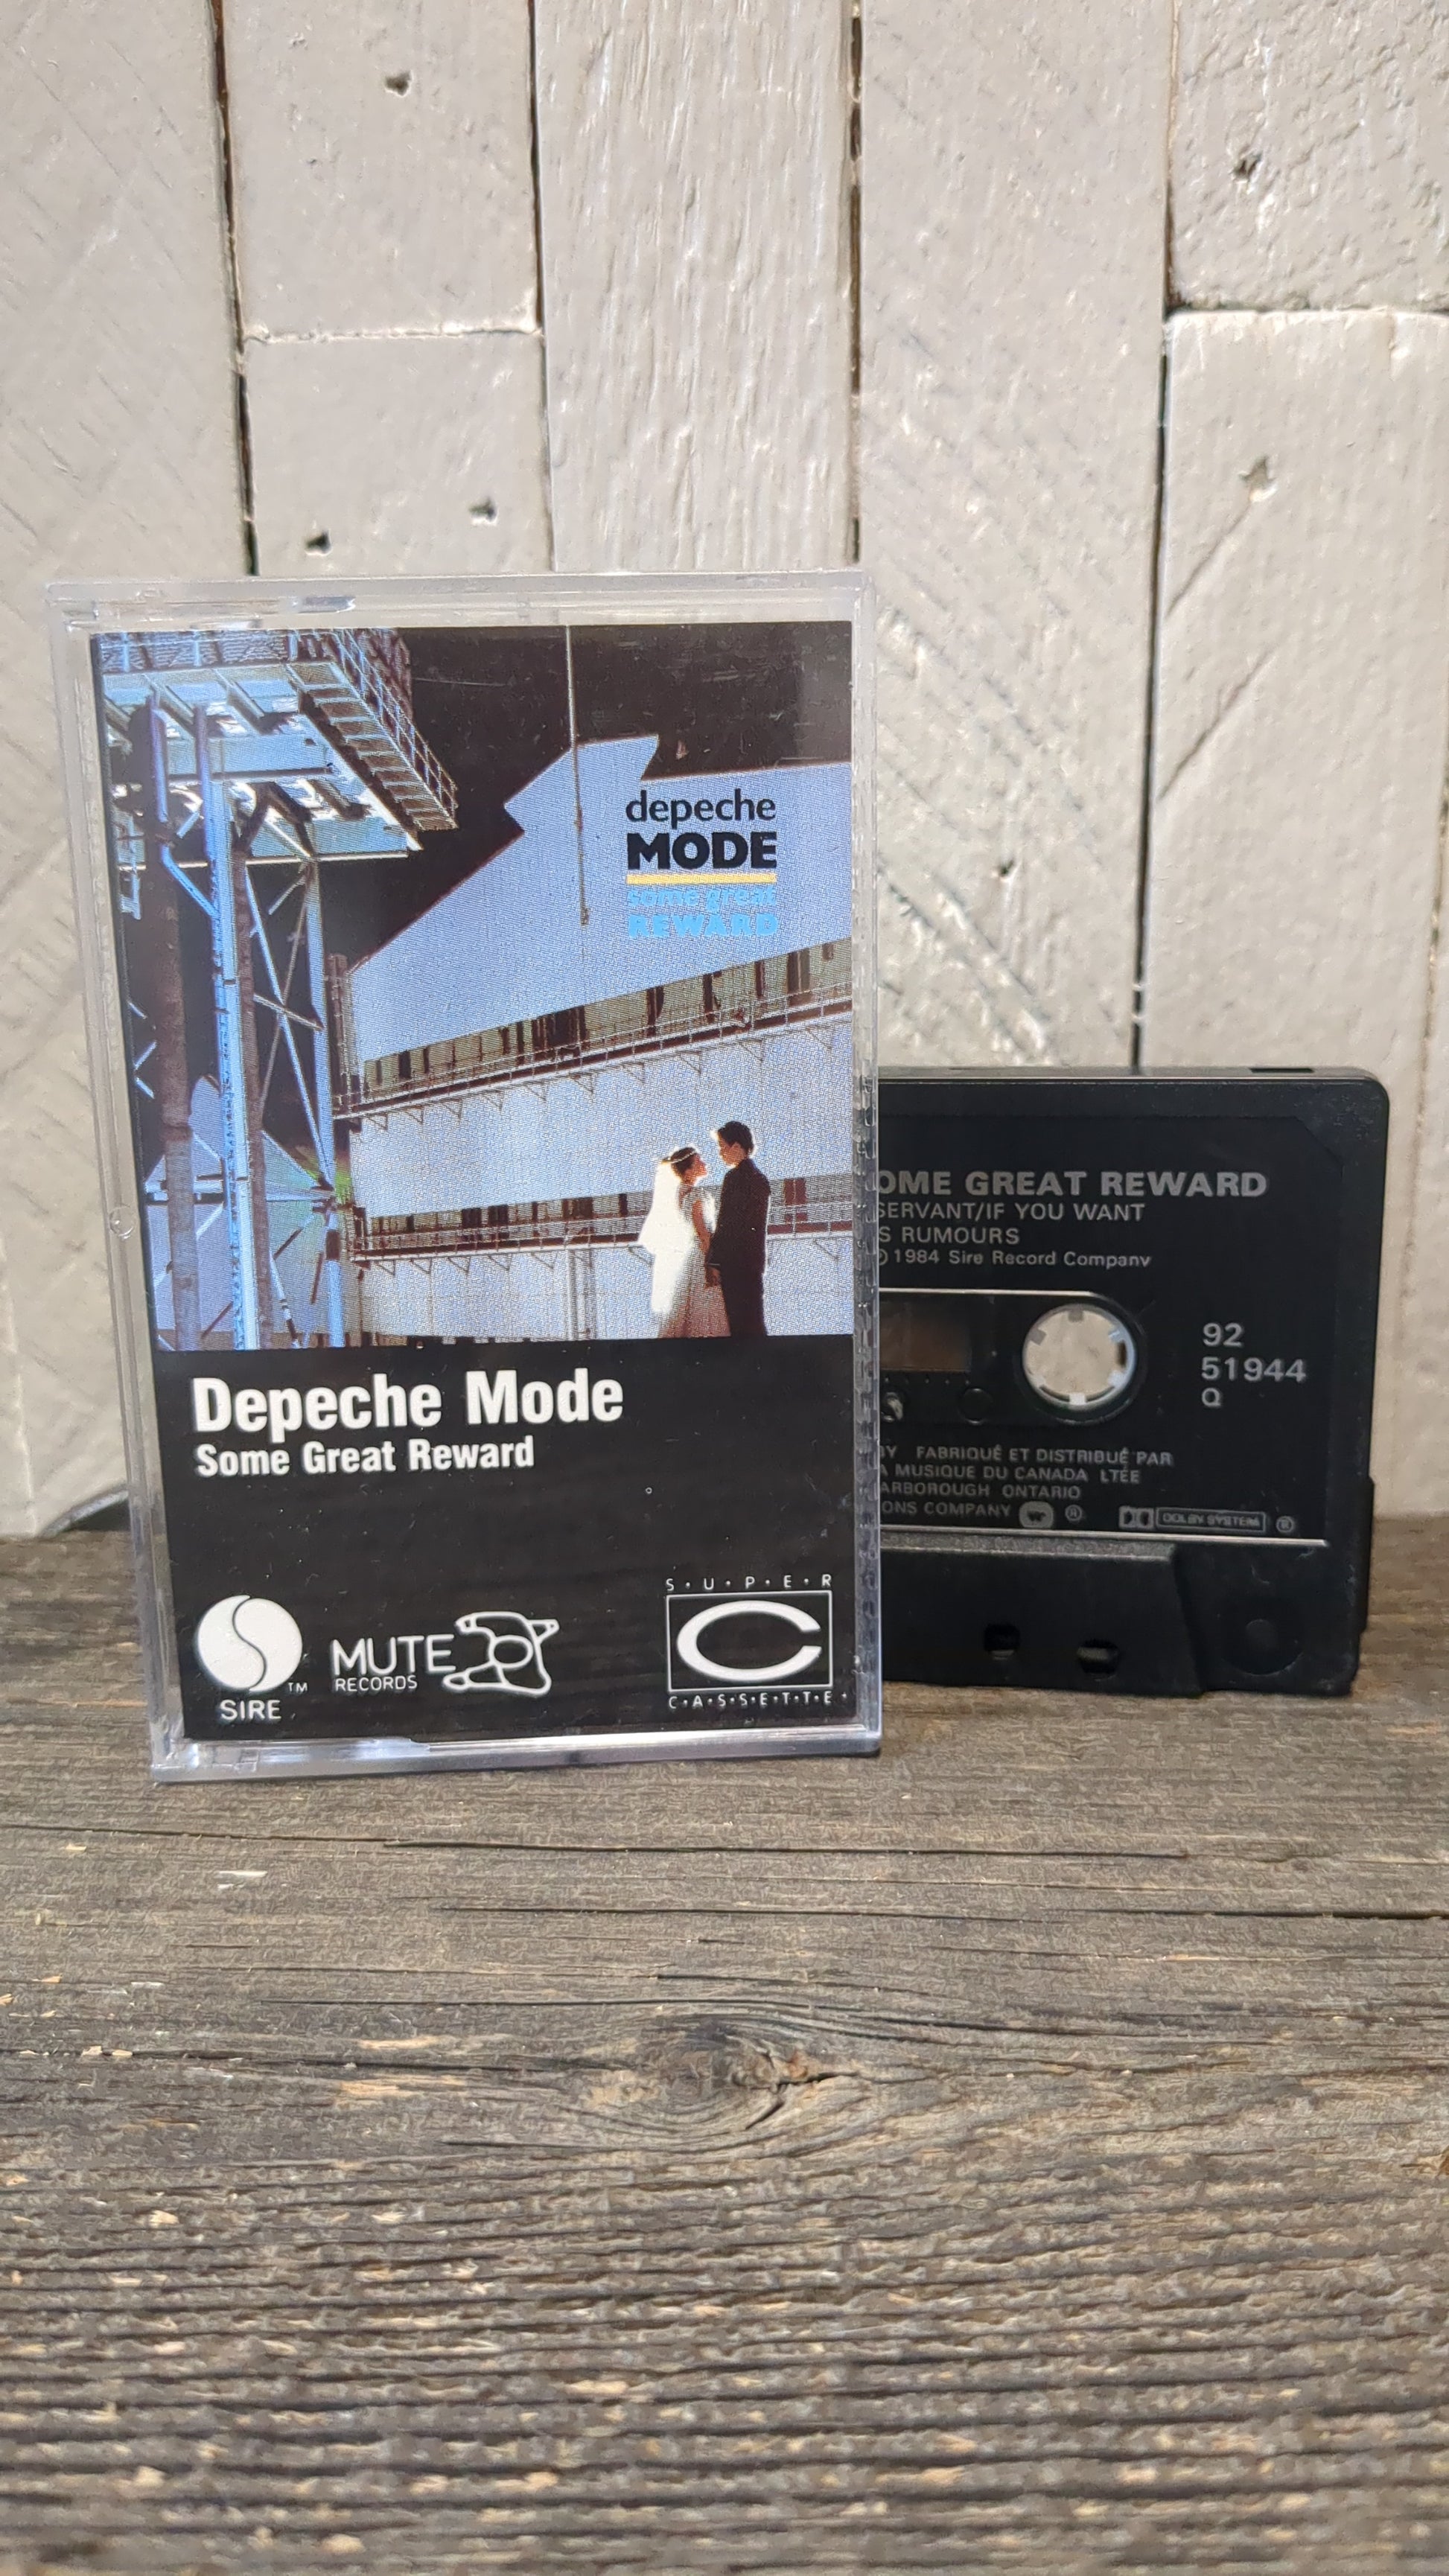 depeche
MODE
some great
REWARD
Depeche Mode
Some Great Reward
SIRE
TM
MUTE
RECORDS
S·U·P·E·R
C
C·A·S·S·E·T·T·E
OME GREAT REWARD
SERVANT/IF YOU WANT
S RUMOURS
1984 Sire Record Company
92
51944
Q
BY FABRIQUÉ ET DISTRIBUÉ PAR
A MUSIQUE DU CANADA LTÉE
ARBOROUGH ONTARIO
ONS COMPANY ®
DOLBY SYSTEM ®